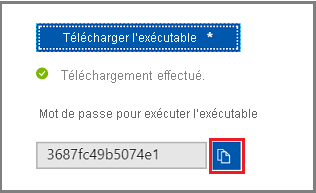 Télécharger l'exécutable *
Téléchargement effectué.
Mot de passe pour exécuter l'exécutable
3687fc49b5074e1